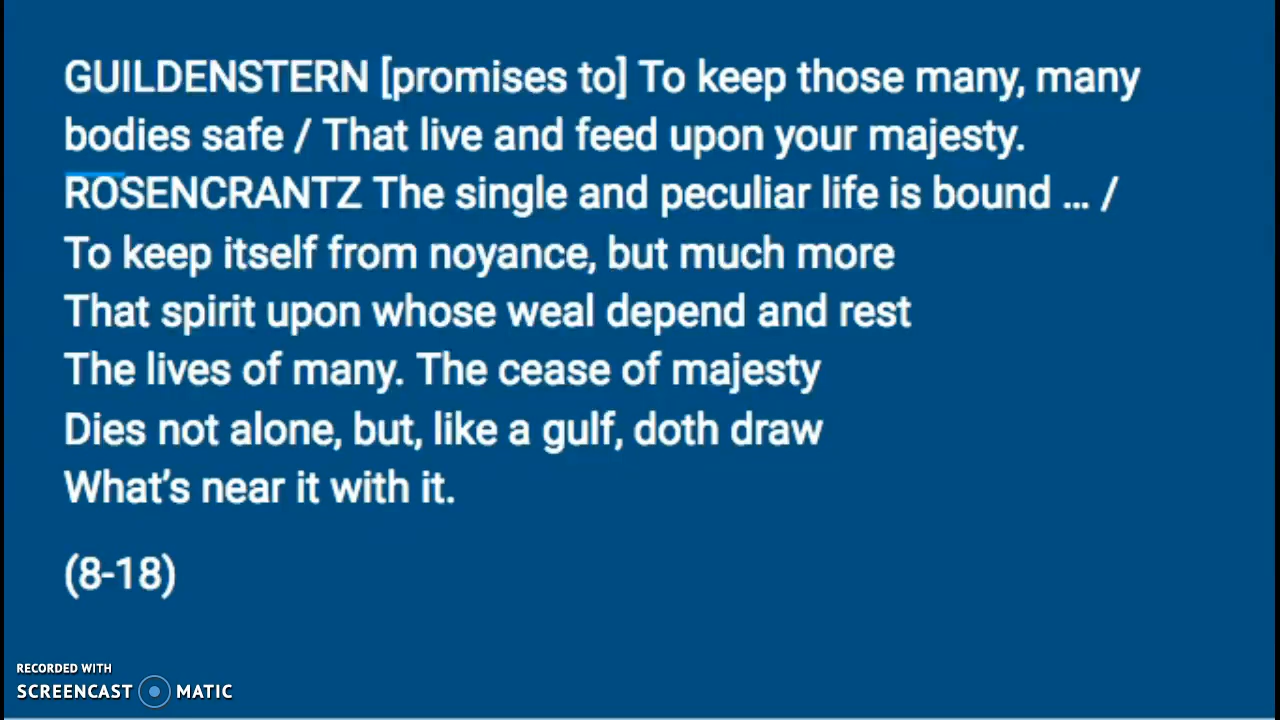 GUILDENSTERN [promises to] To keep those many, many
bodies safe / That live and feed upon your majesty.
ROSENCRANTZ The single and peculiar life is bound ... /
To keep itself from noyance, but much more
That spirit upon whose weal depend and rest
The lives of many. The cease of majesty
Dies not alone, but, like a gulf, doth draw
What's near it with it.
(8-18)
RECORDED WITH
SCREENCAST MATIC